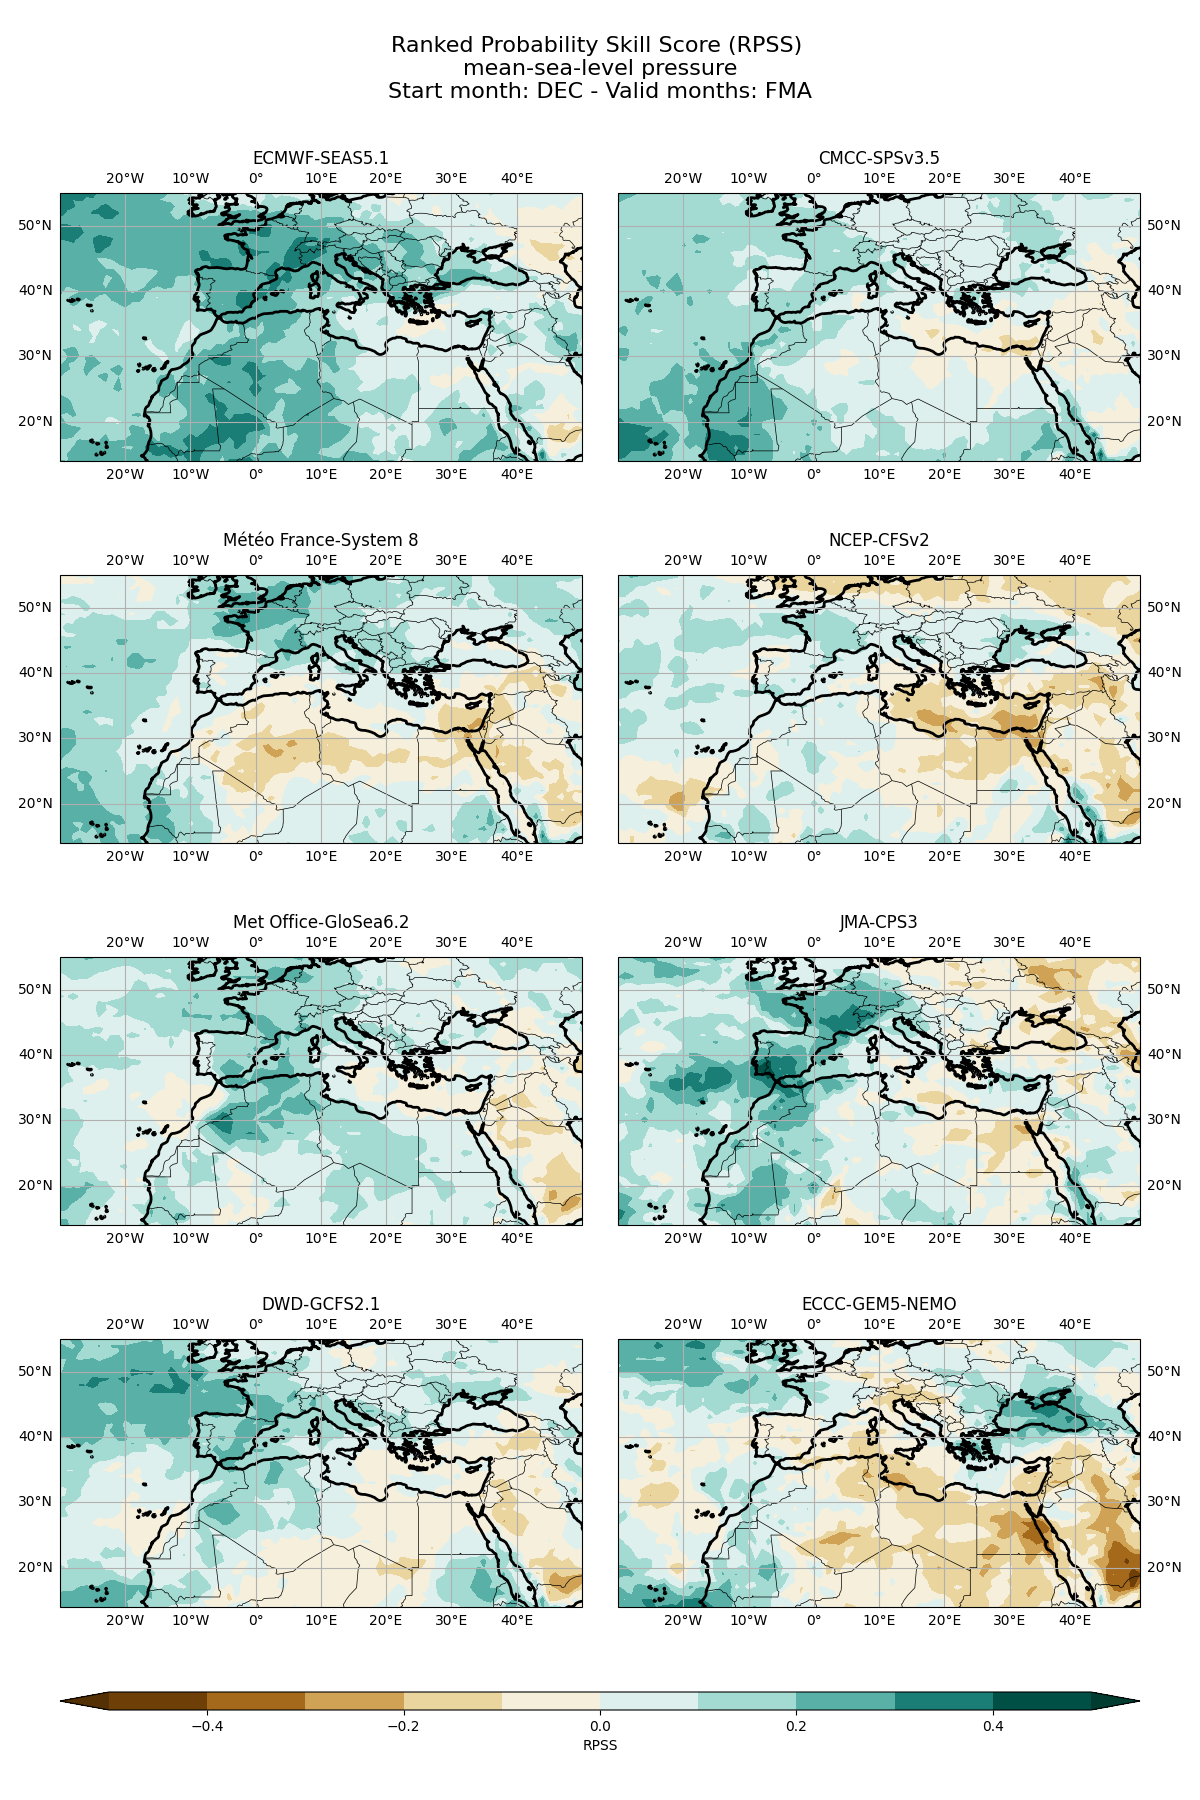 Ranked Probability Skill Score (RPSS)
mean-sea-level pressure
Start month: DEC - Valid months: FMA
ECMWF-SEAS5.1 CMCC-SPSv3.5
20°W 10°W 0° 10°E 20°E 30°E 40°E 20°W 10°W 0° 10°E 20°E 30°E 40°E
50°N 50°N
40°N 40°N
30°N 30°N
20°N 20°N
20°W 10°W 0° 10°E 20°E 30°E 40°E 20°W 10°W 0° 10°E 20°E 30°E 40°E
Météo France-System 8 NCEP-CFSv2
20°W 10°W 0° 10°E 20°E 30°E 40°E 20°W 10°W 0° 10°E 20°E 30°E 40°E
50°N 50°N
40°N 40°N
30°N 30°N
20°N 20°N
20°W 10°W 0° 10°E 20°E 30°E 40°E 20°W 10°W 0° 10°E 20°E 30°E 40°E
Met Office-GloSea6.2 JMA-CPS3
20°W 10°W 0° 10°E 20°E 30°E 40°E 20°W 10°W 0° 10°E 20°E 30°E 40°E
50°N 50°N
40°N 40°N
30°N 30°N
20°N 20°N
20°W 10°W 0° 10°E 20°E 30°E 40°E 20°W 10°W 0° 10°E 20°E 30°E 40°E
DWD-GCFS2.1 ECCC-GEM5-NEMO
20°W 10°W 0° 10°E 20°E 30°E 40°E 20°W 10°W 0° 10°E 20°E 30°E 40°E
50°N 50°N
40°N 40°N
30°N 30°N
20°N 20°N
20°W 10°W 0° 10°E 20°E 30°E 40°E 20°W 10°W 0° 10°E 20°E 30°E 40°E
−0.4 −0.2 0.0 0.2 0.4
RPSS